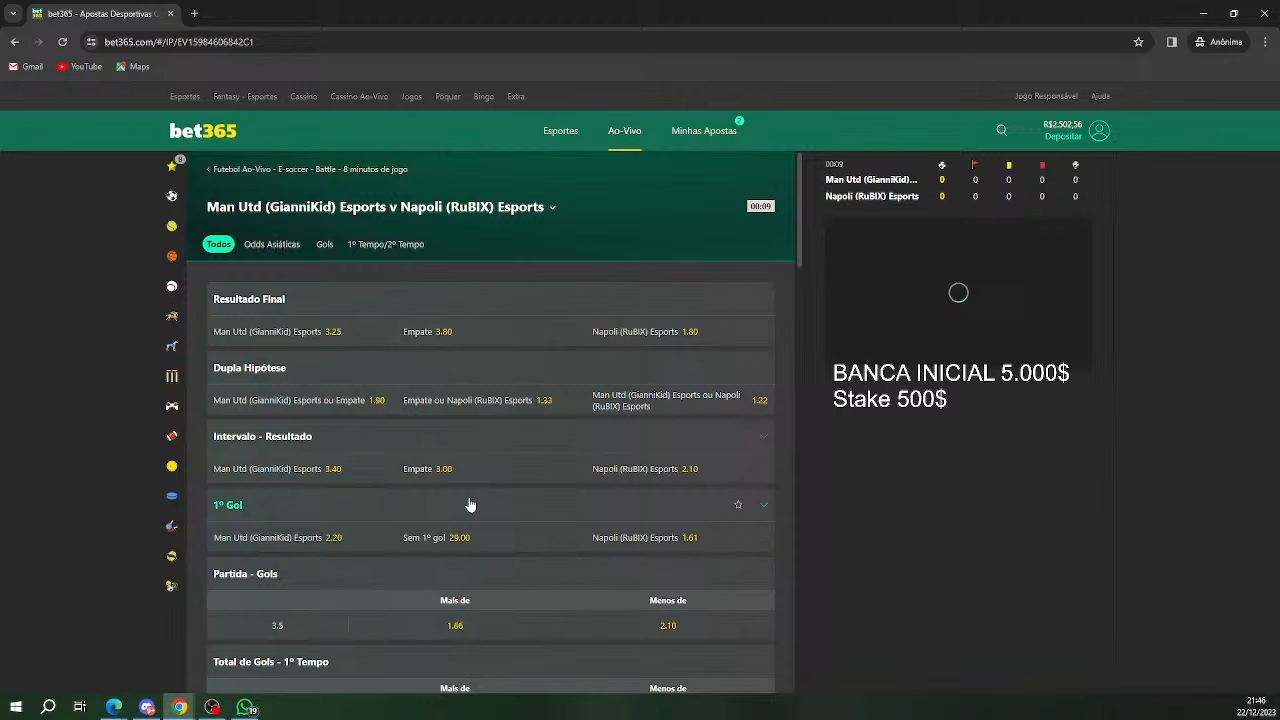 bet365 - Apostas Desportivas
bet365.com/#/IP/EV15984606842C1
Anônima
Gmail YouTube Maps
Esportes Fantasy - Esportes Cassino Cassino Ao-Vivo Jogos Pôquer Bingo Extra Jogo Responsável Ajuda
bet365 Esportes Ao-Vivo Minhas Apostas 2 R$2.502,56
Depositar
8
Futebol Ao-Vivo - E-soccer - Battle - 8 minutos de jogo
Man Utd (GianniKid) Esports v Napoli (RuBIX) Esports 00:09
Todos Odds Asiáticas Gols 1º Tempo/2º Tempo
Resultado Final
Man Utd (GianniKid) Esports 3.25 Empate 3.80 Napoli (RuBIX) Esports 1.80
Dupla Hipótese
Man Utd (GianniKid) Esports ou Empate 1.90 Empate ou Napoli (RuBIX) Esports 1.33 Man Utd (GianniKid) Esports ou Napoli (RuBIX) Esports 1.22
Intervalo - Resultado
Man Utd (GianniKid) Esports 3.40 Empate 3.00 Napoli (RuBIX) Esports 2.10
1º Gol
Man Utd (GianniKid) Esports 2.20 Sem 1º gol 29.00 Napoli (RuBIX) Esports 1.61
Partida - Gols
Mais de Menos de
3.5 1.66 2.10
Total de Gols - 1º Tempo
Mais de Menos de
00:09
Man Utd (GianniKid)... 0 0 0 0 0
Napoli (RuBIX) Esports 0 0 0 0 0
BANCA INICIAL 5.000$
Stake 500$
19
21:46
22/12/2023